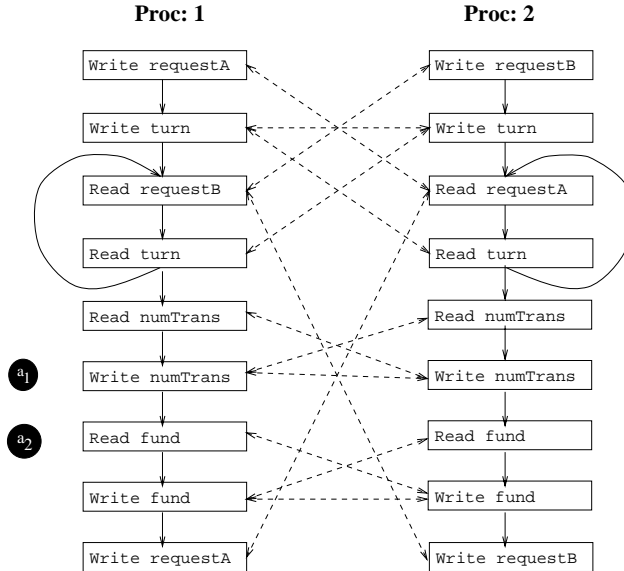 Proc: 1 Proc: 2
Write requestA Write requestB
Write turn Write turn
Read requestB Read requestA
Read turn Read turn
Read numTrans Read numTrans
a1 Write numTrans Write numTrans
a2 Read fund Read fund
Write fund Write fund
Write requestA Write requestB